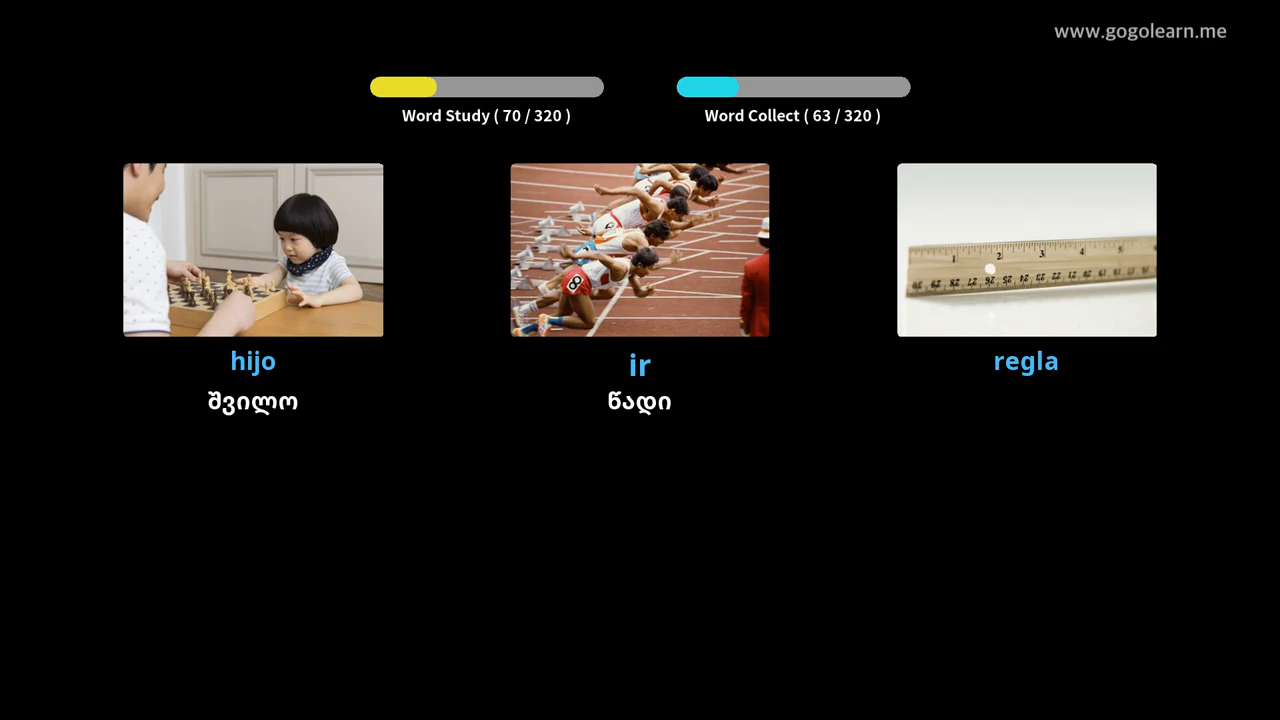 www.gogolearn.me
Word Study ( 70 / 320 )
Word Collect ( 63 / 320 )
hijo
შვილო
ir
წადი
regla